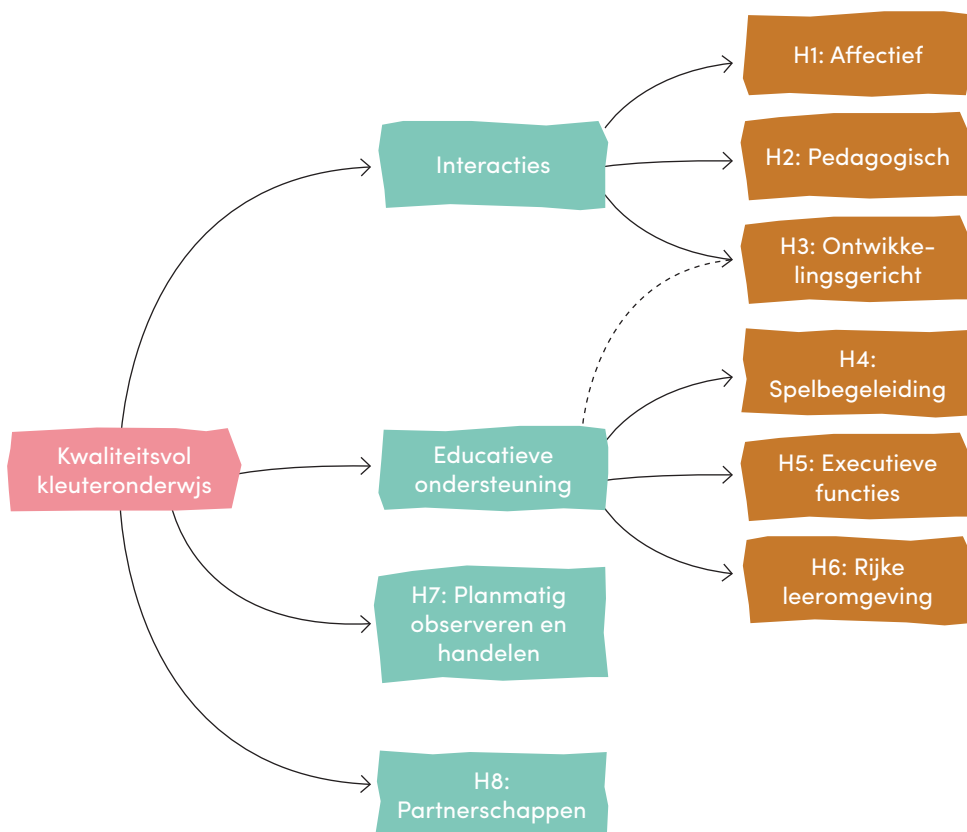 H1: Affectief
Interacties
H2: Pedagogisch
H3: Ontwikke-
lingsgericht
H4:
Spelbegeleiding
Kwaliteitsvol
kleuteronderwijs
Educatieve
ondersteuning
H5: Executieve
functies
H6: Rijke
leeromgeving
H7: Planmatig
observeren en
handelen
H8:
Partnerschappen